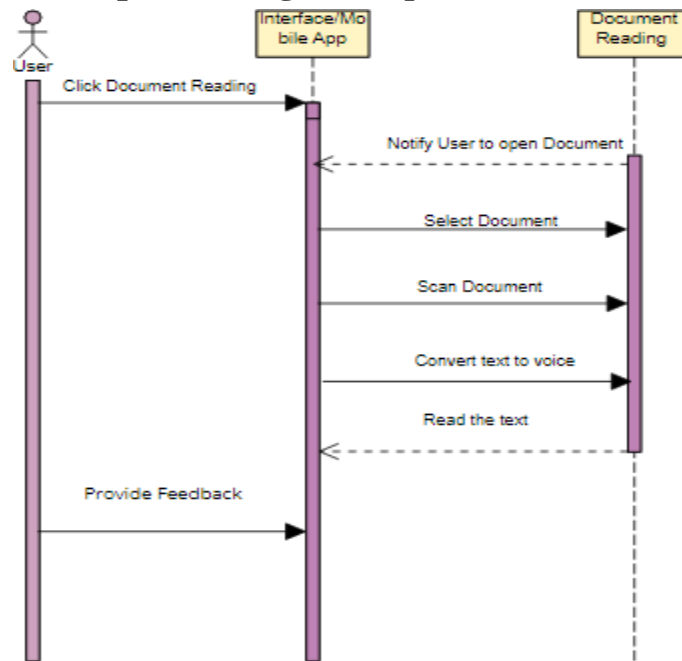 Interface/Mo
bile App
Document
Reading
User
Click Document Reading
Notify User to open Document
Select Document
Scan Document
Convert text to voice
Read the text
Provide Feedback